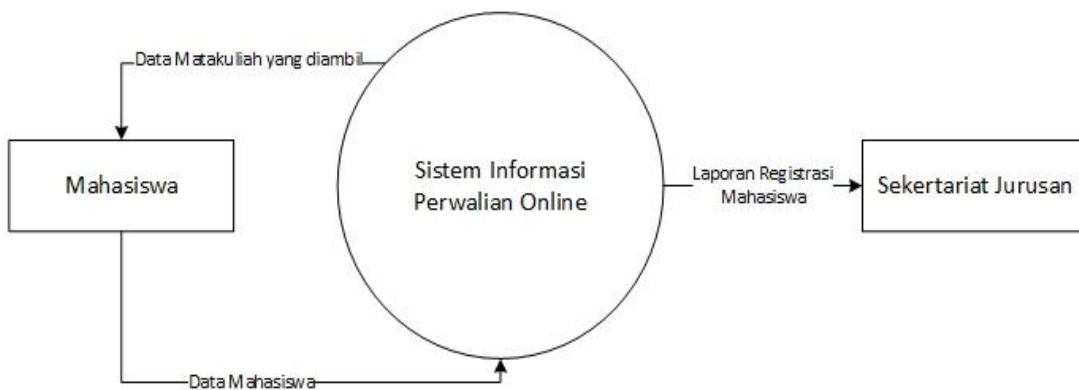 Data Matakuliah yang diambil
Mahasiswa
Sistem Informasi
Perwalian Online
Laporan Registrasi
Mahasiswa
Sekertariat Jurusan
Data Mahasiswa